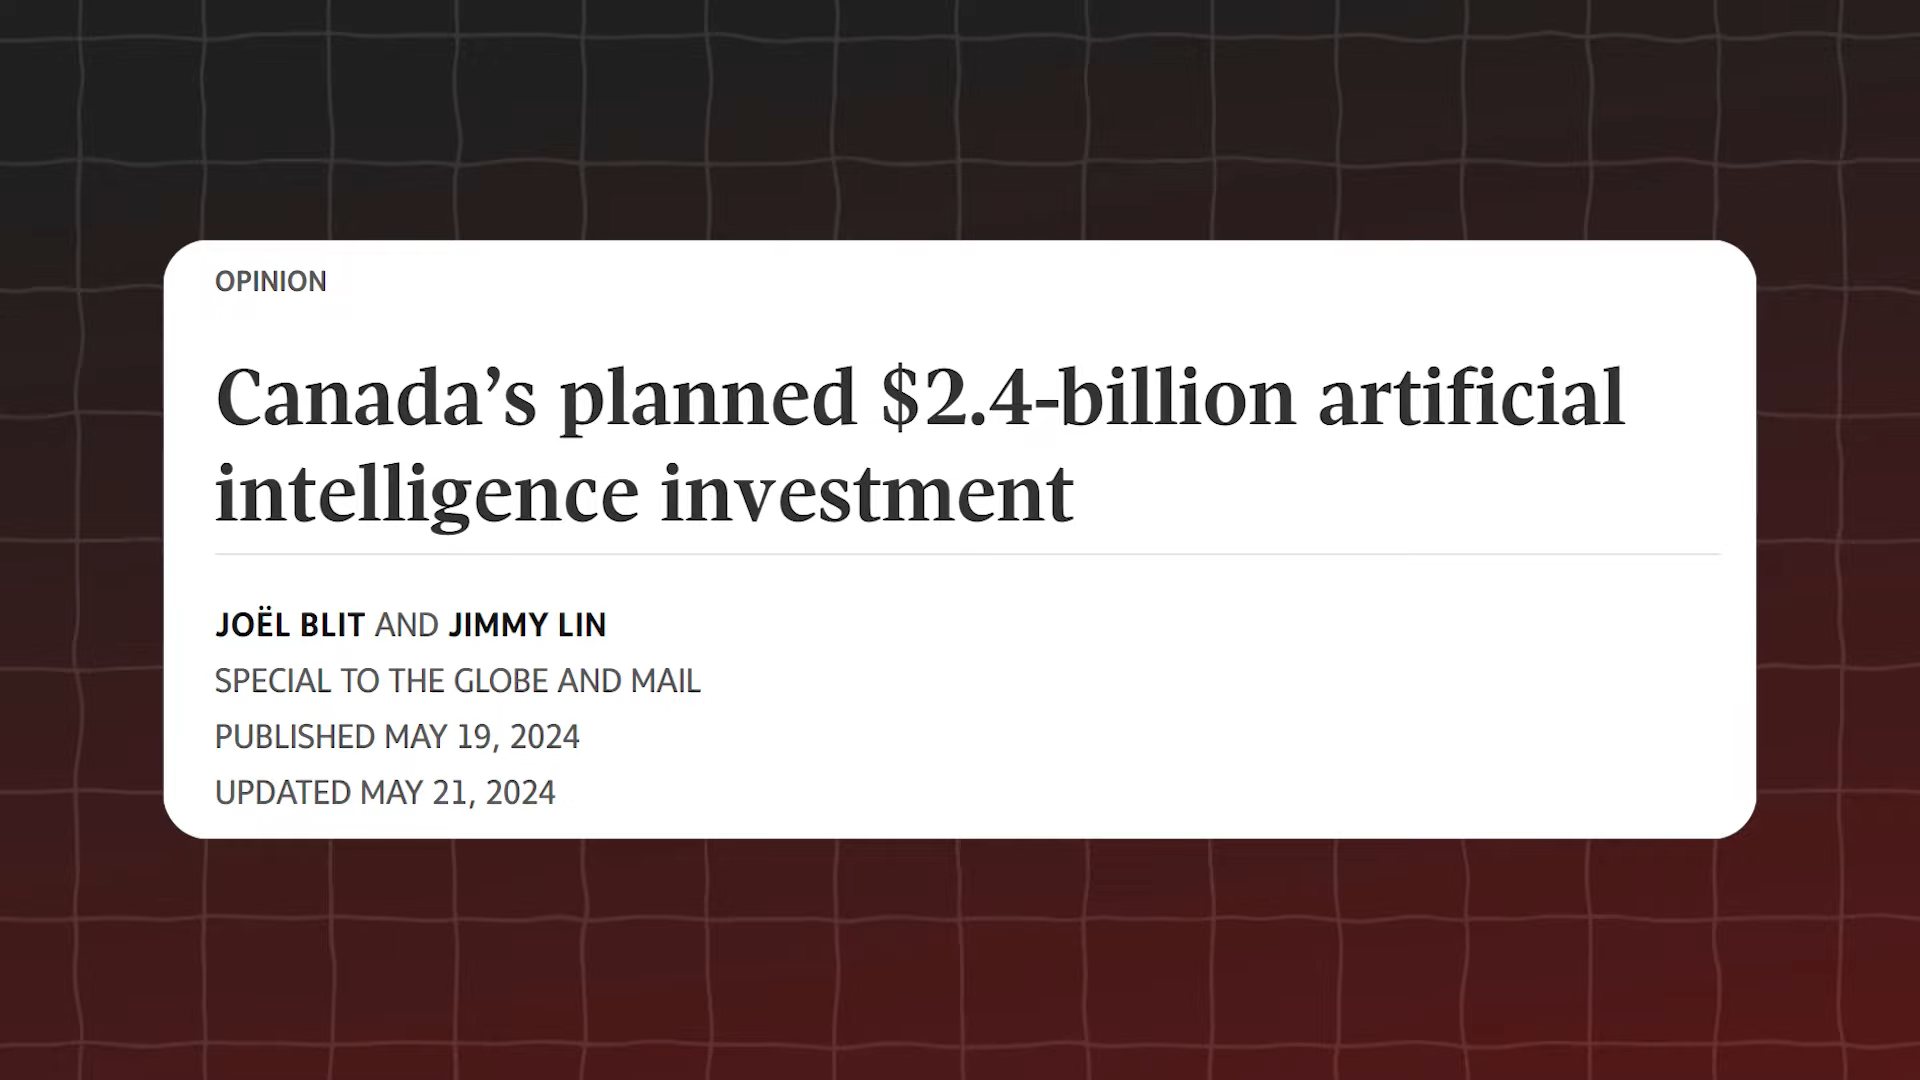 OPINION
Canada’s planned $2.4-billion artificial
intelligence investment
JOËL BLIT AND JIMMY LIN
SPECIAL TO THE GLOBE AND MAIL
PUBLISHED MAY 19, 2024
UPDATED MAY 21, 2024